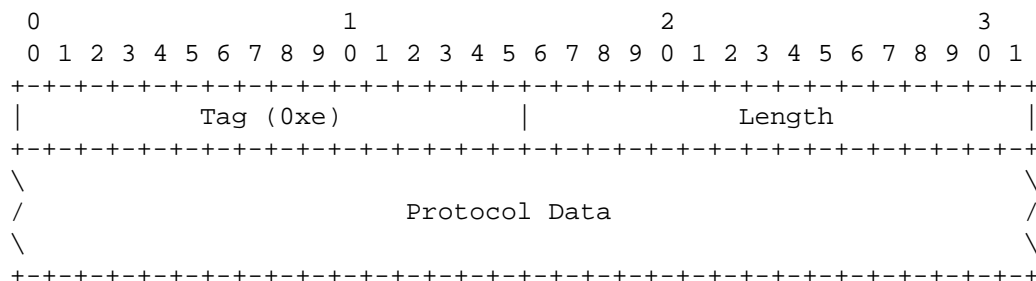 0                   1                   2                   3
 0 1 2 3 4 5 6 7 8 9 0 1 2 3 4 5 6 7 8 9 0 1 2 3 4 5 6 7 8 9 0 1
+-+-+-+-+-+-+-+-+-+-+-+-+-+-+-+-+-+-+-+-+-+-+-+-+-+-+-+-+-+-+-+-+
|           Tag (0xe)           |             Length            |
+-+-+-+-+-+-+-+-+-+-+-+-+-+-+-+-+-+-+-+-+-+-+-+-+-+-+-+-+-+-+-+-+
\                                                               \
/                        Protocol Data                          /
\                                                               \
+-+-+-+-+-+-+-+-+-+-+-+-+-+-+-+-+-+-+-+-+-+-+-+-+-+-+-+-+-+-+-+-+